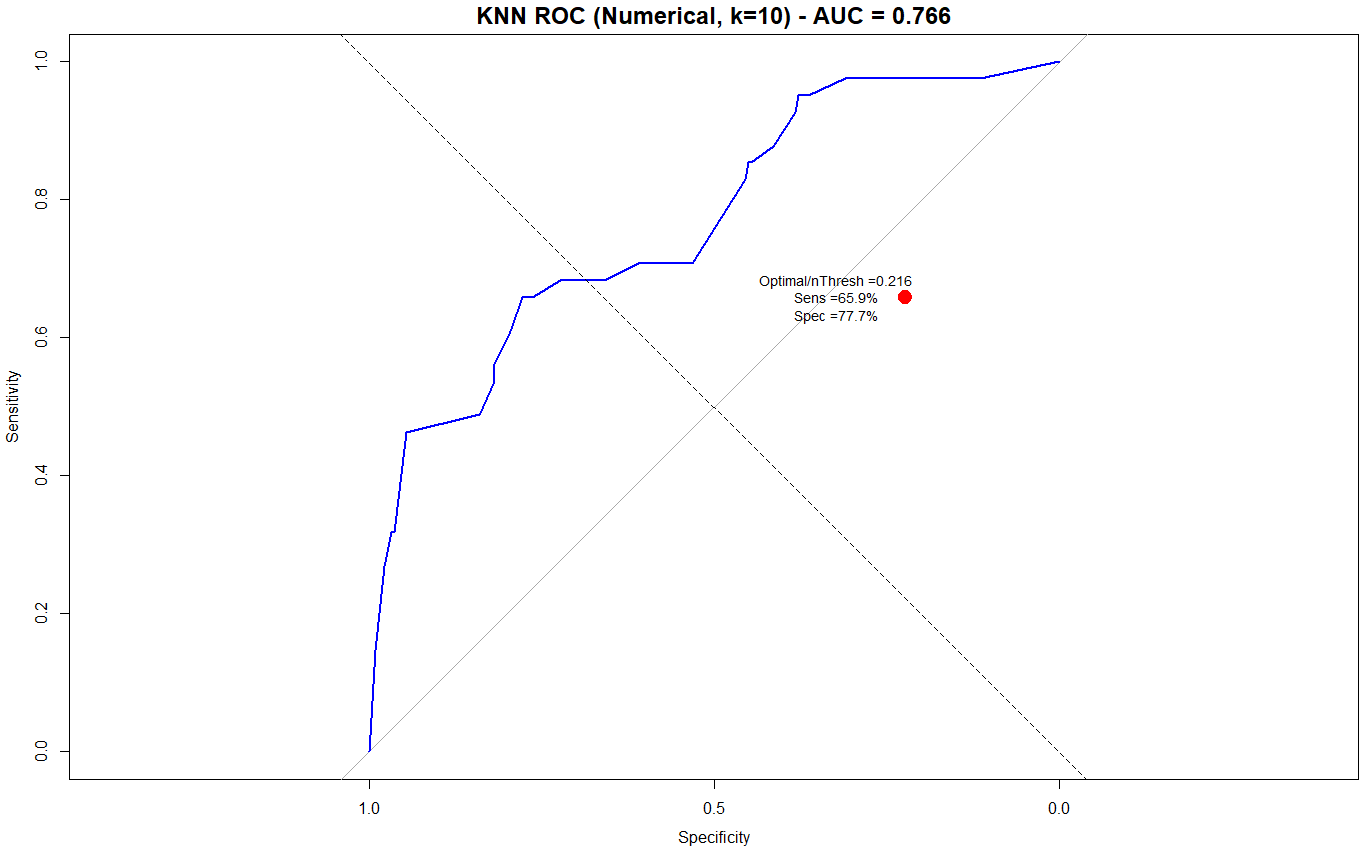 KNN ROC (Numerical, k=10) - AUC = 0.766
1.0
0.8
0.6
0.4
0.2
0.0
Sensitivity
Optimal/nThresh =0.216
Sens =65.9%
Spec =77.7%
1.0
0.5
0.0
Specificity